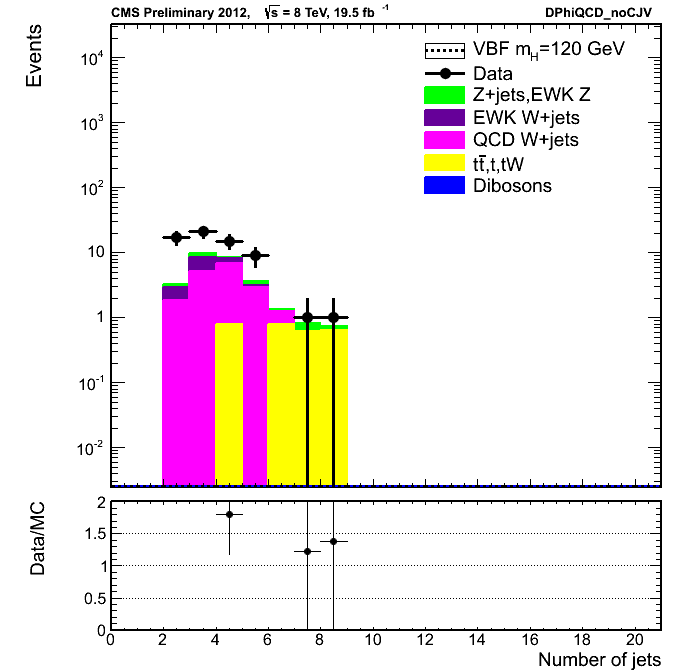 CMS Preliminary 2012, √s = 8 TeV, 19.5 fb⁻¹ DPhiQCD_noCJV
Events
10⁴
10³
10²
10
1
10⁻¹
10⁻²
VBF m_H=120 GeV
Data
Z+jets,EWK Z
EWK W+jets
QCD W+jets
tt̄,t,tW
Dibosons
Data/MC
2
1.5
1
0.5
0
0 2 4 6 8 10 12 14 16 18 20
Number of jets